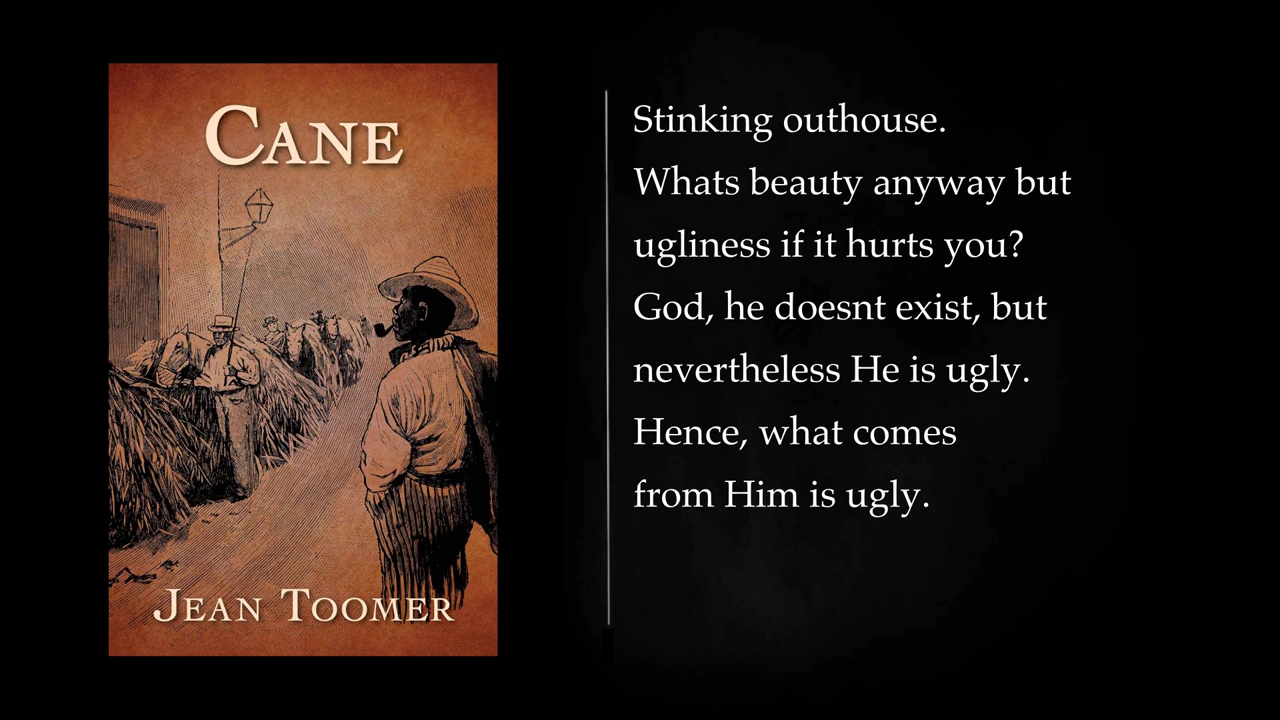 CANE
JEAN TOOMER
Stinking outhouse.
Whats beauty anyway but
ugliness if it hurts you?
God, he doesnt exist, but
nevertheless He is ugly.
Hence, what comes
from Him is ugly.